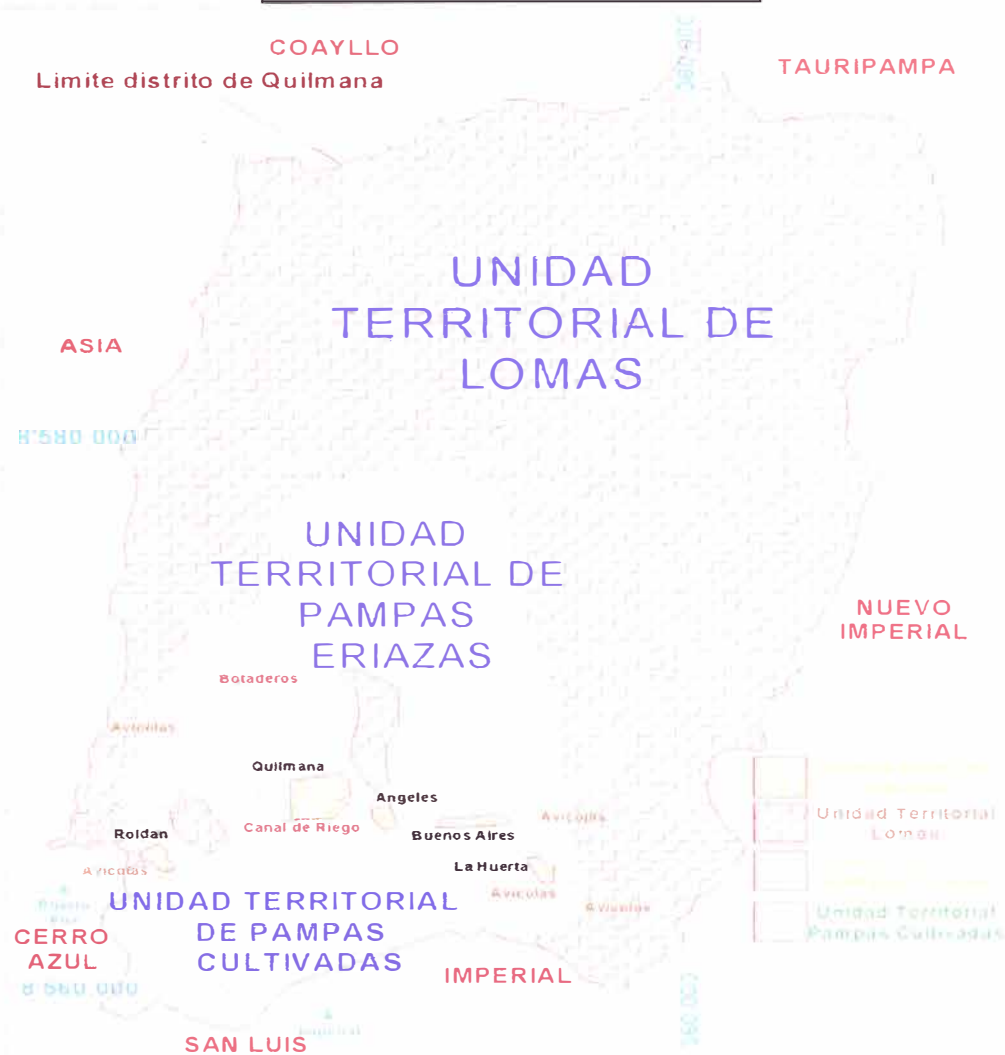 COAYLLO
TAURIPAMPA
Limite distrito de Quilmana
UNIDAD
TERRITORIAL DE
LOMAS
ASIA
8'580 000
UNIDAD
TERRITORIAL DE
PAMPAS
ERIAZAS
NUEVO
IMPERIAL
Botaderos
Avicolas
Quilmana
Angeles
Canal de Riego
Avicolas
Roldan
Buenos Aires
Unidad Territorial
Lomas
La Huerta
Avicolas
Avicolas
Avicolas
UNIDAD TERRITORIAL
DE PAMPAS
CULTIVADAS
Unidad Territorial
Pampas Cultivadas
CERRO
AZUL
IMPERIAL
8'560 000
SAN LUIS